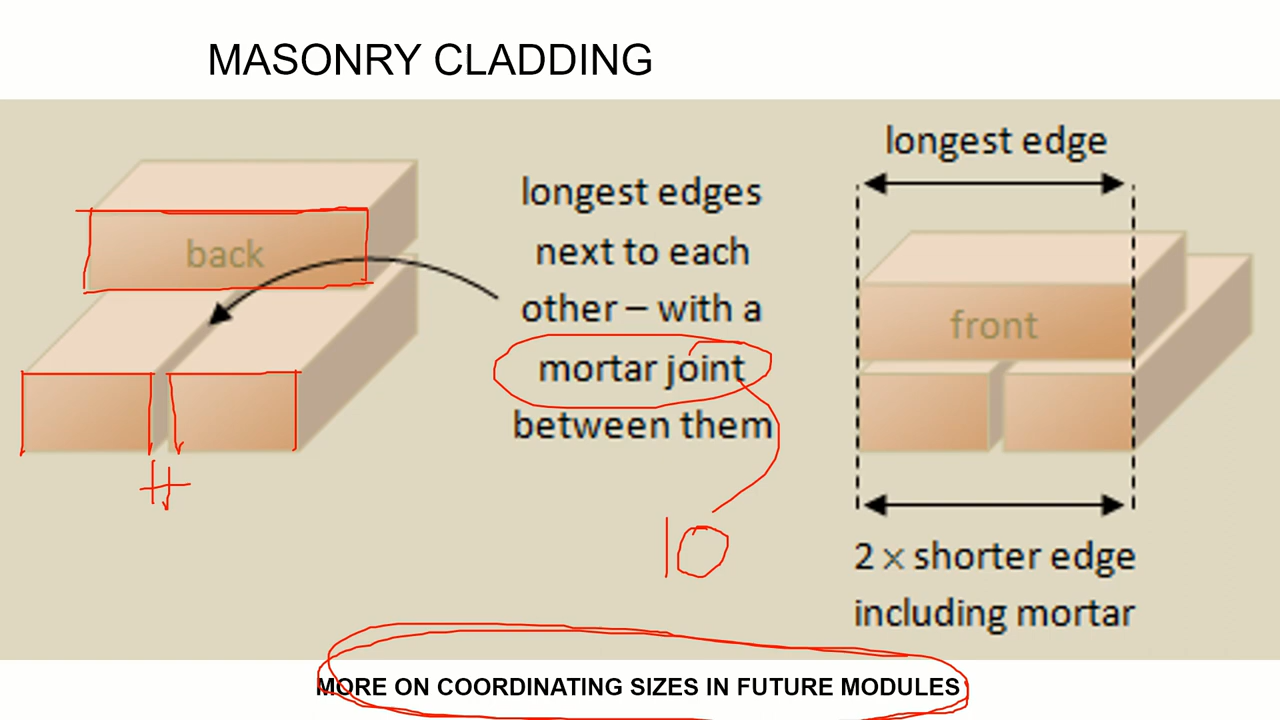 MASONRY CLADDING
back
longest edges
next to each
other – with a
mortar joint
between them
10
longest edge
front
2 x shorter edge
including mortar
MORE ON COORDINATING SIZES IN FUTURE MODULES